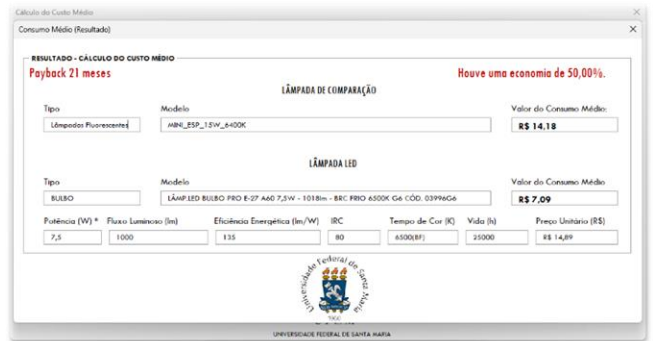 Cálculo do Custo Médio
Consumo Médio (Resultado)
RESULTADO - CÁLCULO DO CUSTO MÉDIO
Payback 21 meses
Houve uma economia de 50,00%.
LÂMPADA DE COMPARAÇÃO
Tipo Modelo Valor do Consumo Médio:
Lâmpadas Fluorescentes MINI_ESP_15W_6400K R$ 14,18
LÂMPADA LED
Tipo Modelo Valor do Consumo Médio
BULBO LÂMP.LED BULBO PRO E-27 A60 7,5W - 1018lm - BRC FRIO 6500K G6 CÓD. 03996G6 R$ 7,09
Potência (W) * Fluxo Luminoso (lm) Eficiência Energética (lm/W) IRC Tempo de Cor (K) Vida (h) Preço Unitário (R$)
7,5 1000 135 80 6500(BF) 25000 R$ 14,89
Universidade Federal de Santa Maria
1960
UNIVERSIDADE FEDERAL DE SANTA MARIA